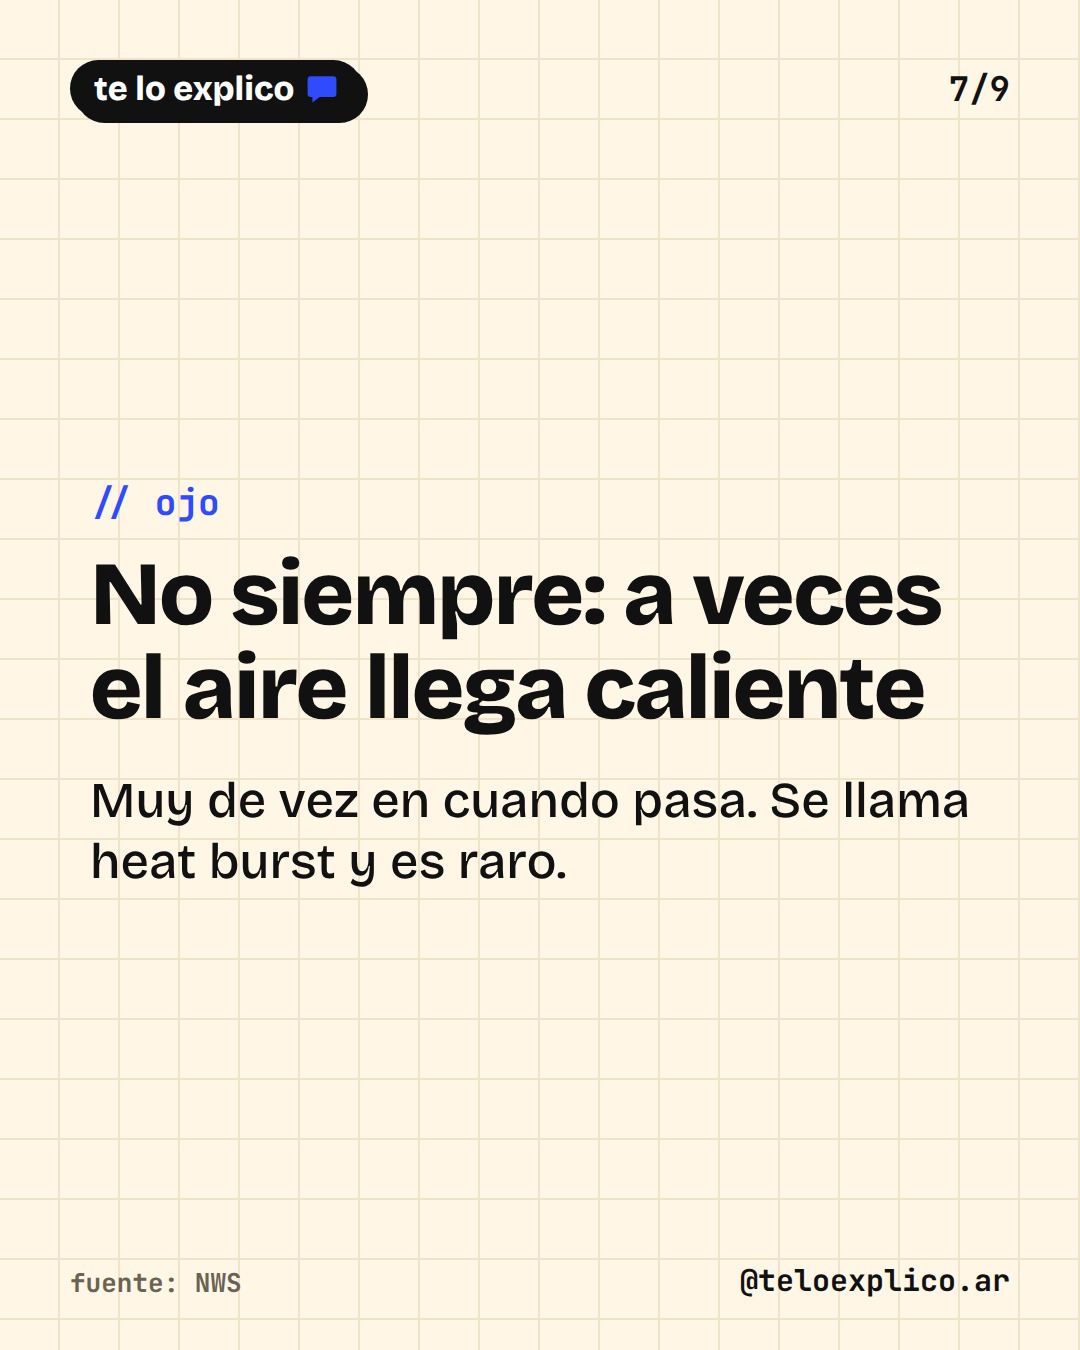 te lo explico
7/9
// ojo
No siempre: a veces
el aire llega caliente
Muy de vez en cuando pasa. Se llama
heat burst y es raro.
fuente: NWS
@teloexplico.ar